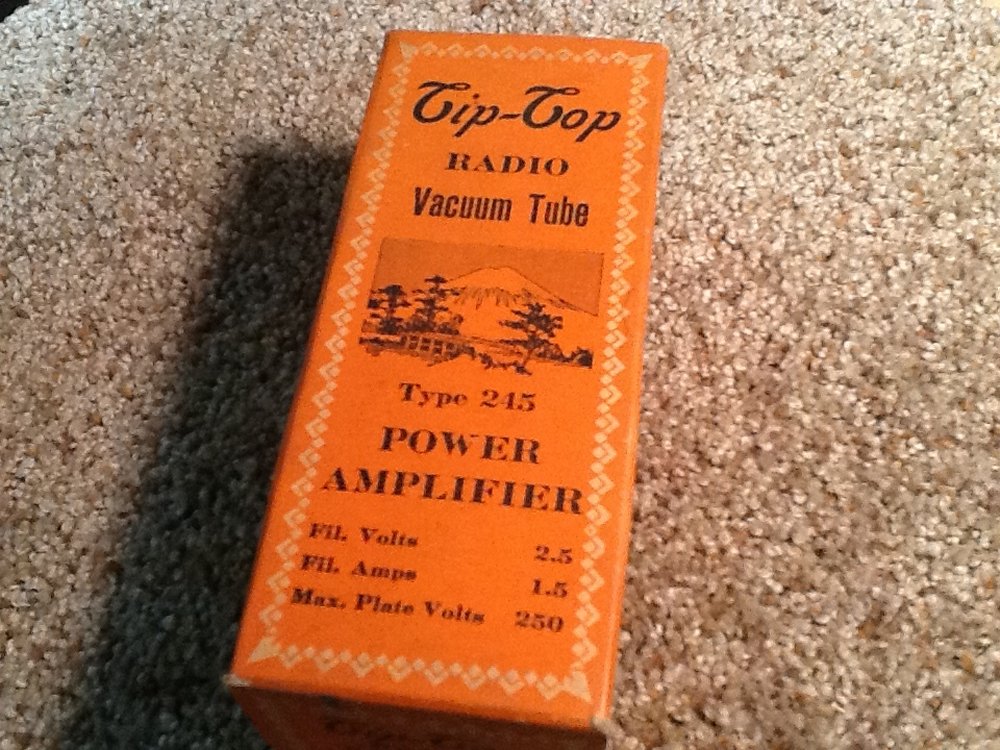 Tip-Top
RADIO
Vacuum Tube
Type 245
POWER
AMPLIFIER
Fil. Volts 2.5
Fil. Amps 1.5
Max. Plate Volts 250